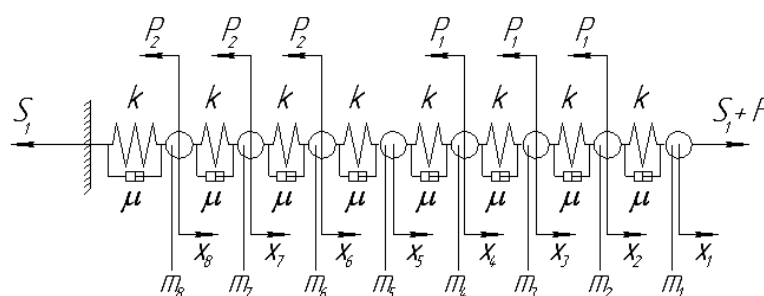 P₂ P₂ P₂ P₁ P₁ P₁
k k k k k k k k
S₁ S₁+F
μ μ μ μ μ μ μ μ
x₈ x₇ x₆ x₅ x₄ x₃ x₂ x₁
m₈ m₇ m₆ m₅ m₄ m₃ m₂ m₁